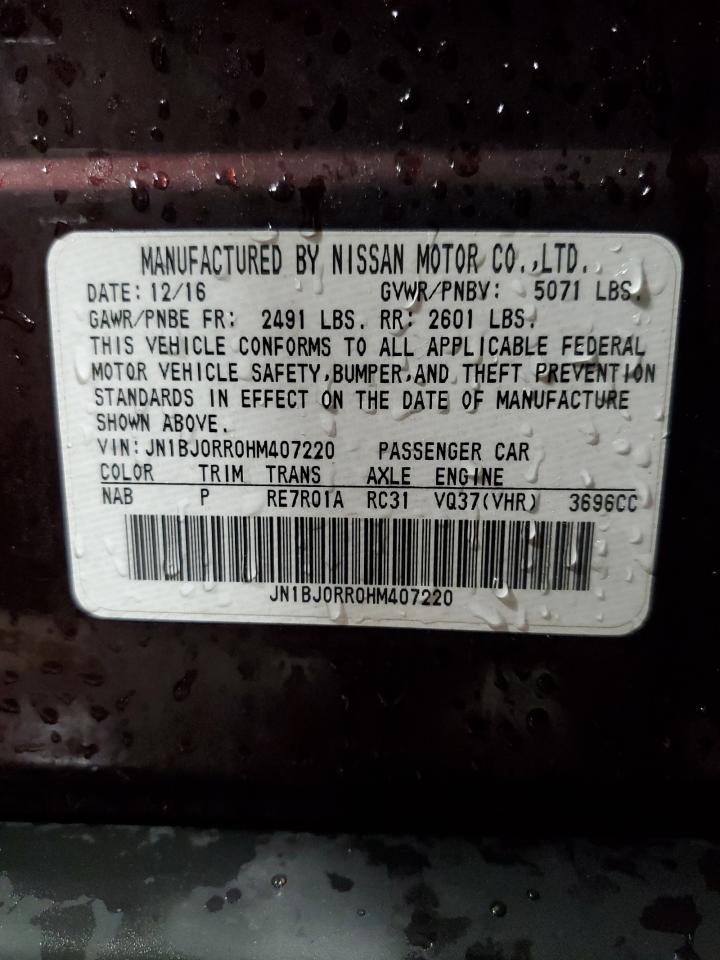 MANUFACTURED BY NISSAN MOTOR CO.,LTD.
DATE: 12/16 GVWR/PNBV: 5071 LBS.
GAWR/PNBE FR: 2491 LBS. RR: 2601 LBS.
THIS VEHICLE CONFORMS TO ALL APPLICABLE FEDERAL
MOTOR VEHICLE SAFETY,BUMPER,AND THEFT PREVENTION
STANDARDS IN EFFECT ON THE DATE OF MANUFACTURE
SHOWN ABOVE.
VIN: JN1BJ0RR0HM407220 PASSENGER CAR
COLOR TRIM TRANS AXLE ENGINE
NAB P RE7R01A RC31 VQ37(VHR) 3696CC
JN1BJ0RR0HM407220